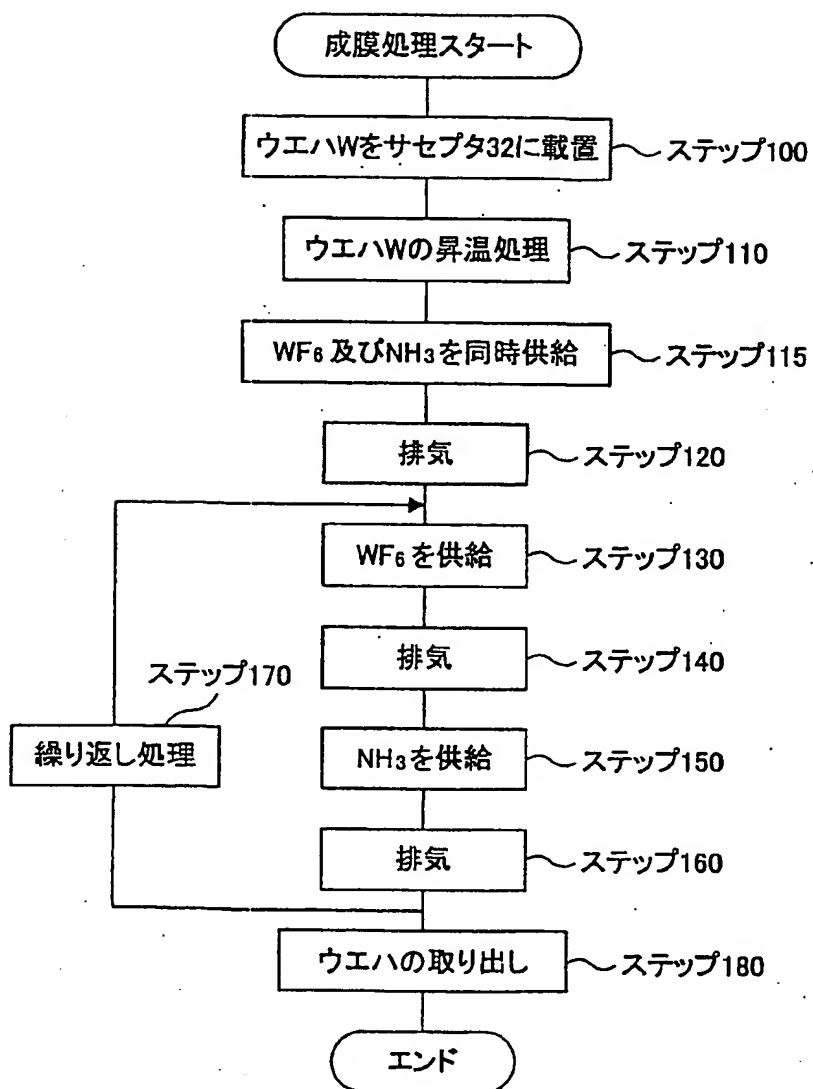 成膜処理スタート
ウエハWをサセプタ32に載置
ステップ100
ウエハWの昇温処理
ステップ110
WF6 及びNH3を同時供給
ステップ115
排気
ステップ120
WF6 を供給
ステップ130
排気
ステップ140
ステップ170
繰り返し処理
NH3を供給
ステップ150
排気
ステップ160
ウエハの取り出し
ステップ180
エンド